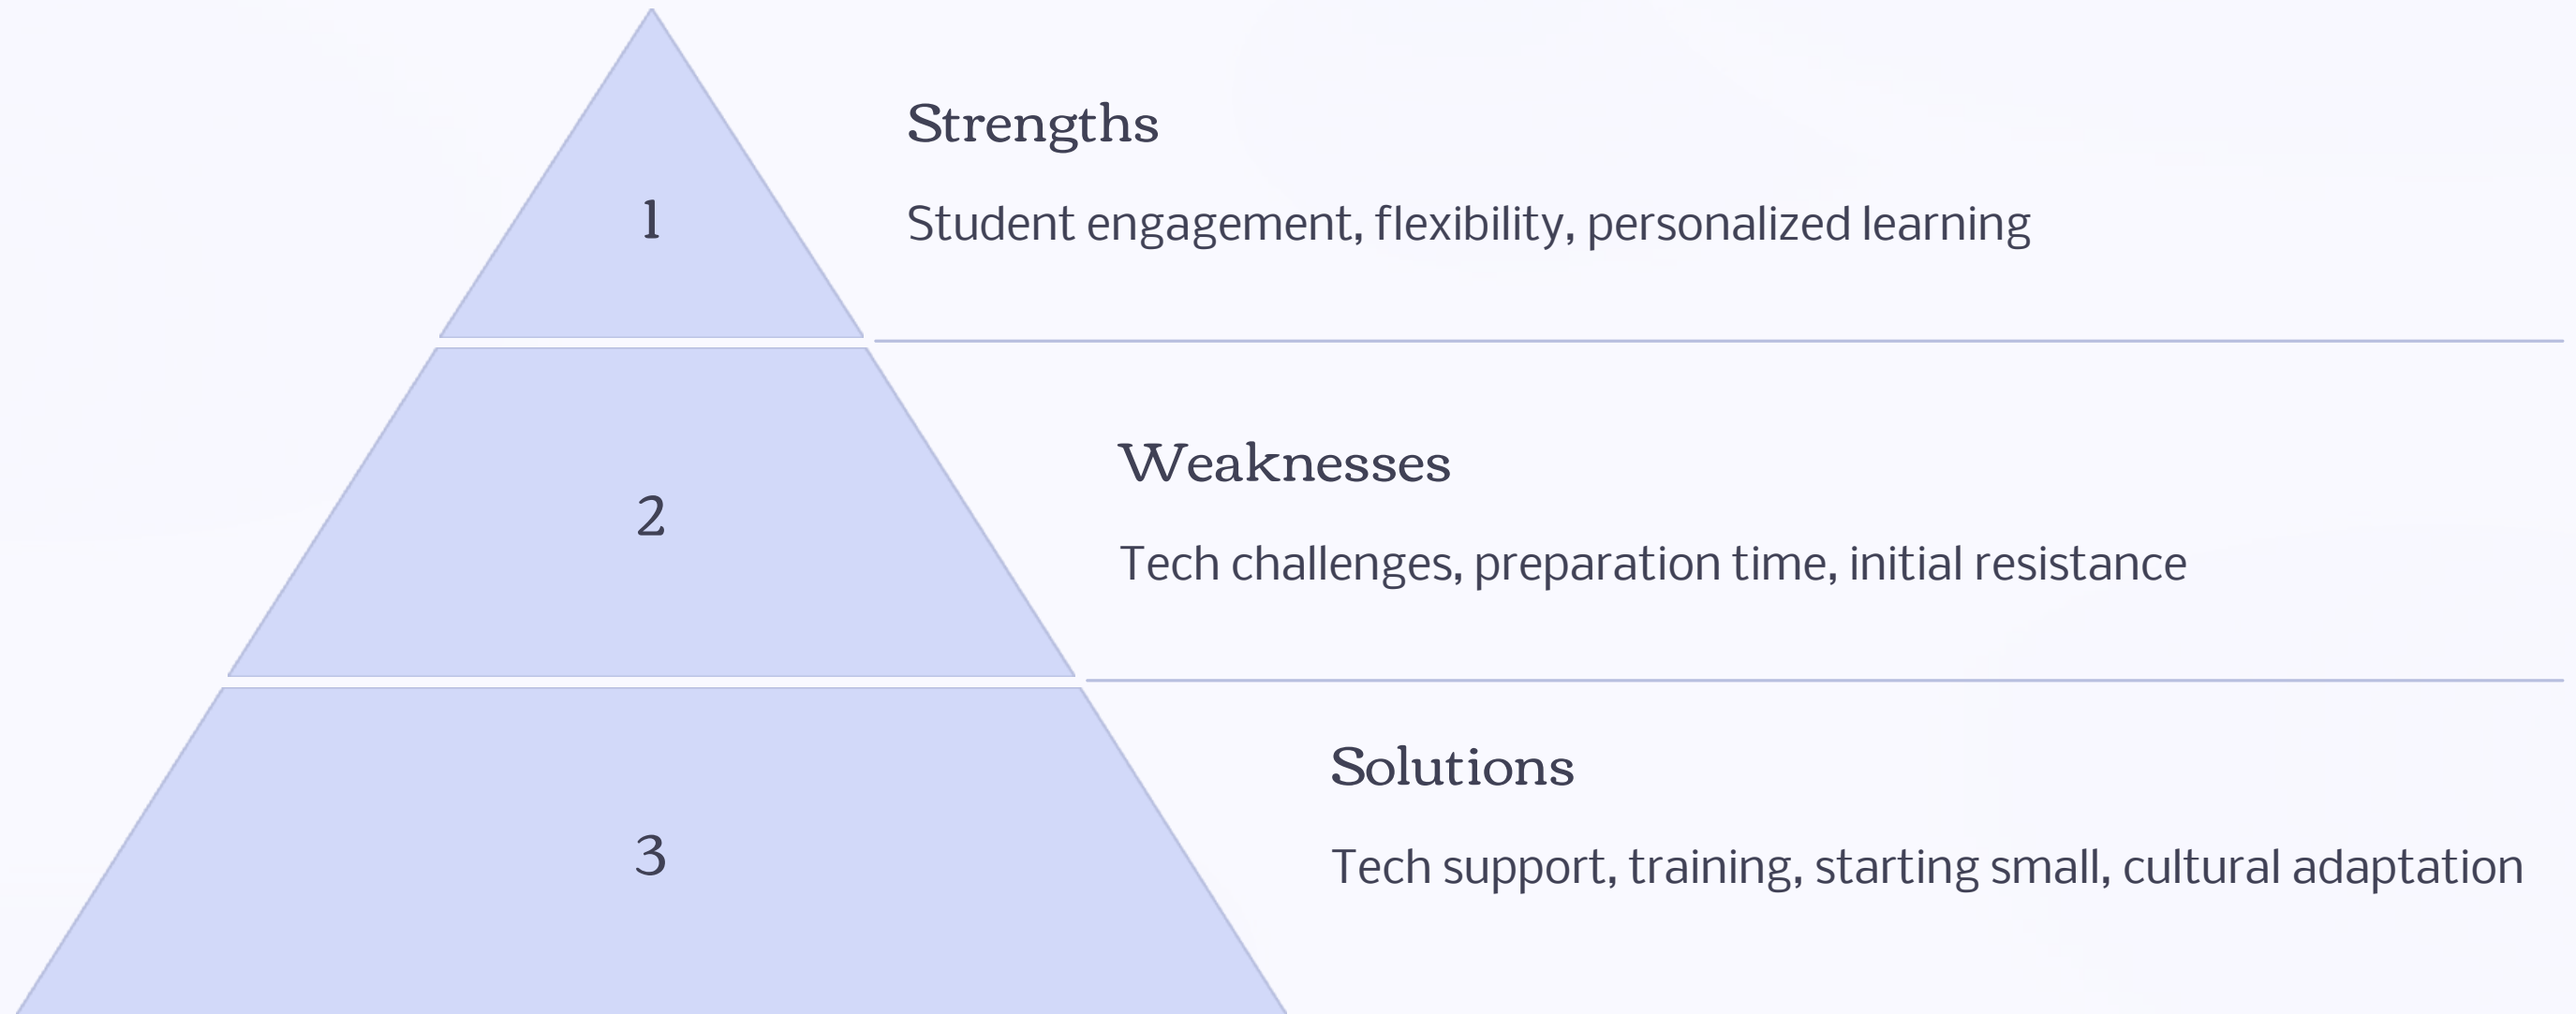 1
Strengths
Student engagement, flexibility, personalized learning
2
Weaknesses
Tech challenges, preparation time, initial resistance
3
Solutions
Tech support, training, starting small, cultural adaptation